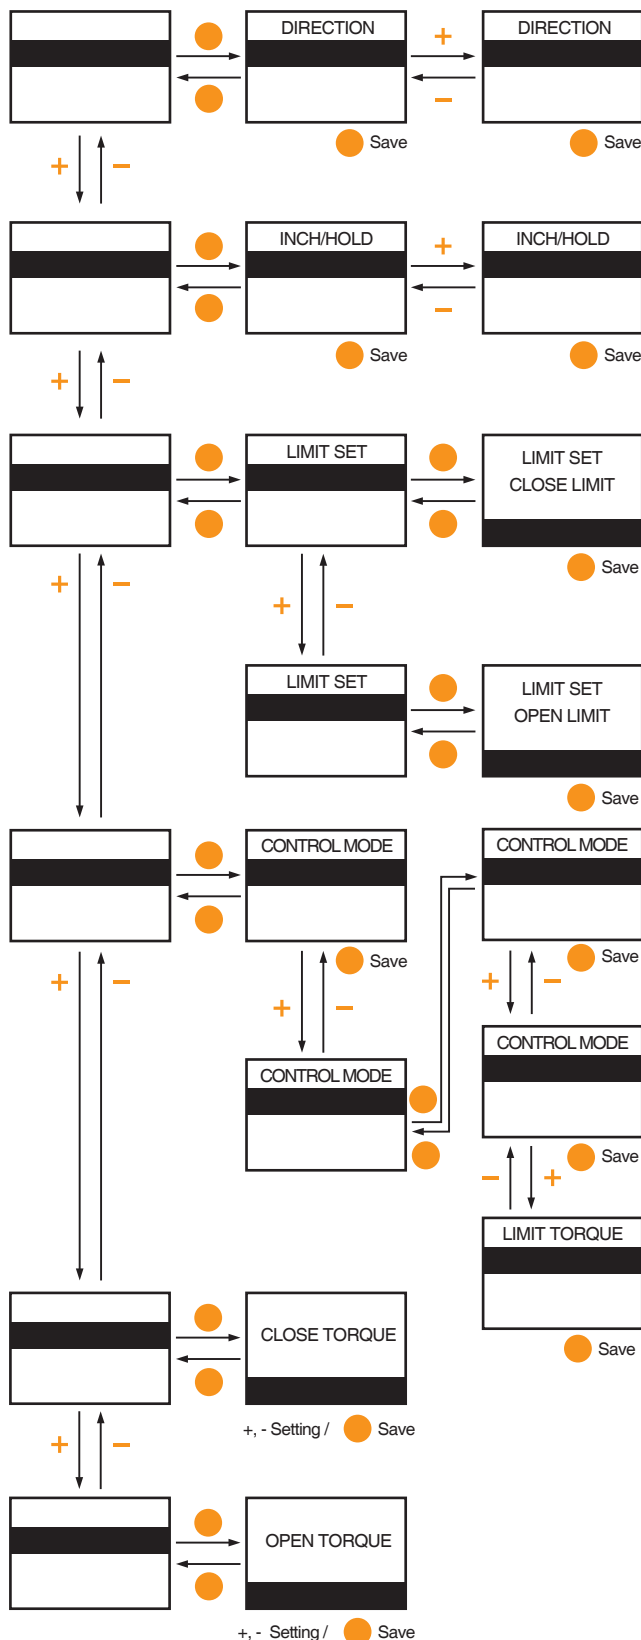 DIRECTION
+
DIRECTION
−
Save
Save
+ −
INCH/HOLD
+
INCH/HOLD
−
Save
Save
+ −
LIMIT SET
LIMIT SET
CLOSE LIMIT
Save
+ −
+ −
LIMIT SET
LIMIT SET
OPEN LIMIT
Save
CONTROL MODE
CONTROL MODE
Save
Save
+ −
+ −
+ −
CONTROL MODE
CONTROL MODE
Save
− +
LIMIT TORQUE
Save
CLOSE TORQUE
+, - Setting / Save
+ −
OPEN TORQUE
+, - Setting / Save